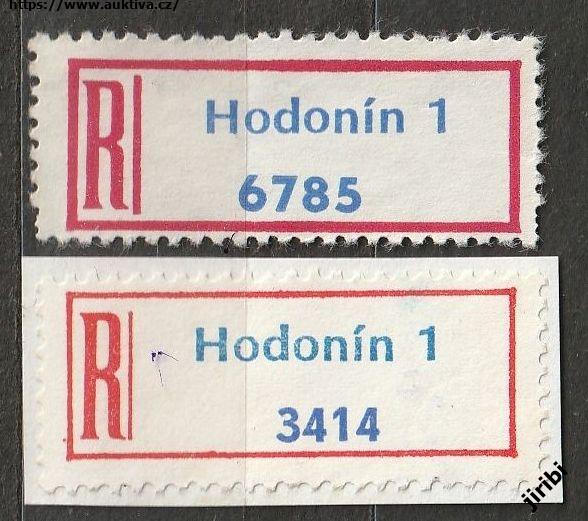 https://www.auktiva.cz/
R
Hodonín 1
6785
R
Hodonín 1
3414
jiribi